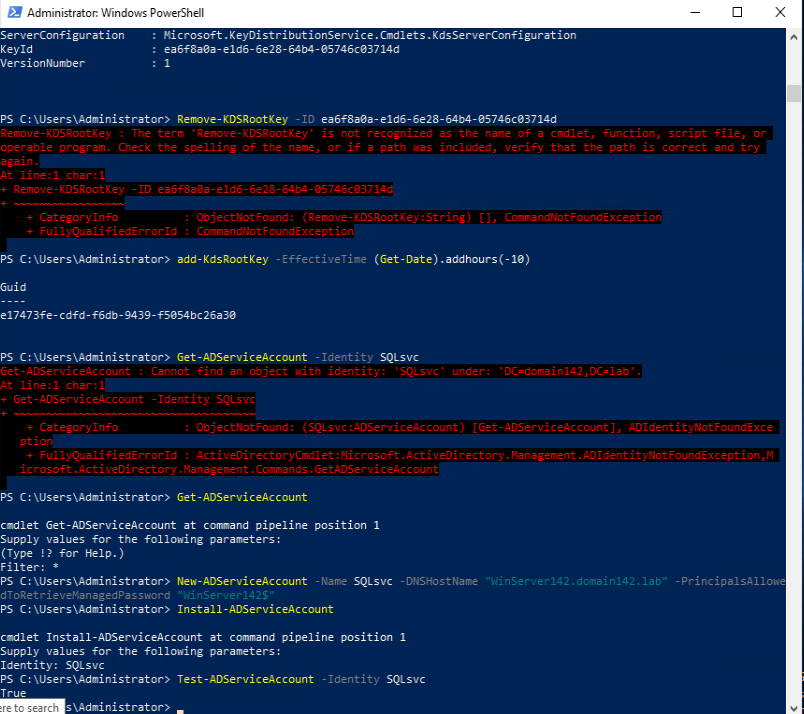 Administrator: Windows PowerShell
ServerConfiguration : Microsoft.KeyDistributionService.Cmdlets.KdsServerConfiguration
KeyId : ea6f8a0a-e1d6-6e28-64b4-05746c03714d
VersionNumber : 1
PS C:\Users\Administrator> Remove-KDSRootKey -ID ea6f8a0a-e1d6-6e28-64b4-05746c03714d
Remove-KDSRootKey : The term 'Remove-KDSRootKey' is not recognized as the name of a cmdlet, function, script file, or
operable program. Check the spelling of the name, or if a path was included, verify that the path is correct and try
again.
At line:1 char:1
+ Remove-KDSRootKey -ID ea6f8a0a-e1d6-6e28-64b4-05746c03714d
+ ~~~~~~~~~~~~~~~~~
+ CategoryInfo : ObjectNotFound: (Remove-KDSRootKey:String) [], CommandNotFoundException
+ FullyQualifiedErrorId : CommandNotFoundException
PS C:\Users\Administrator> add-KdsRootKey -EffectiveTime (Get-Date).addhours(-10)
Guid
----
e17473fe-cdfd-f6db-9439-f5054bc26a30
PS C:\Users\Administrator> Get-ADServiceAccount -Identity SQLsvc
Get-ADServiceAccount : Cannot find an object with identity: 'SQLsvc' under: 'DC=domain142,DC=lab'.
At line:1 char:1
+ Get-ADServiceAccount -Identity SQLsvc
+ ~~~~~~~~~~~~~~~~~~~~~~~~~~~~~~~~~~~~~
+ CategoryInfo : ObjectNotFound: (SQLsvc:ADServiceAccount) [Get-ADServiceAccount], ADIdentityNotFoundExce
ption
+ FullyQualifiedErrorId : ActiveDirectoryCmdlet:Microsoft.ActiveDirectory.Management.ADIdentityNotFoundException,M
icrosoft.ActiveDirectory.Management.Commands.GetADServiceAccount
PS C:\Users\Administrator> Get-ADServiceAccount
cmdlet Get-ADServiceAccount at command pipeline position 1
Supply values for the following parameters:
(Type !? for Help.)
Filter: *
PS C:\Users\Administrator> New-ADServiceAccount -Name SQLsvc -DNSHostName "WinServer142.domain142.lab" -PrincipalsAllowe
dToRetrieveManagedPassword "WinServer142$"
PS C:\Users\Administrator> Install-ADServiceAccount
cmdlet Install-ADServiceAccount at command pipeline position 1
Supply values for the following parameters:
Identity: SQLsvc
PS C:\Users\Administrator> Test-ADServiceAccount -Identity SQLsvc
True
ere to search s\Administrator>